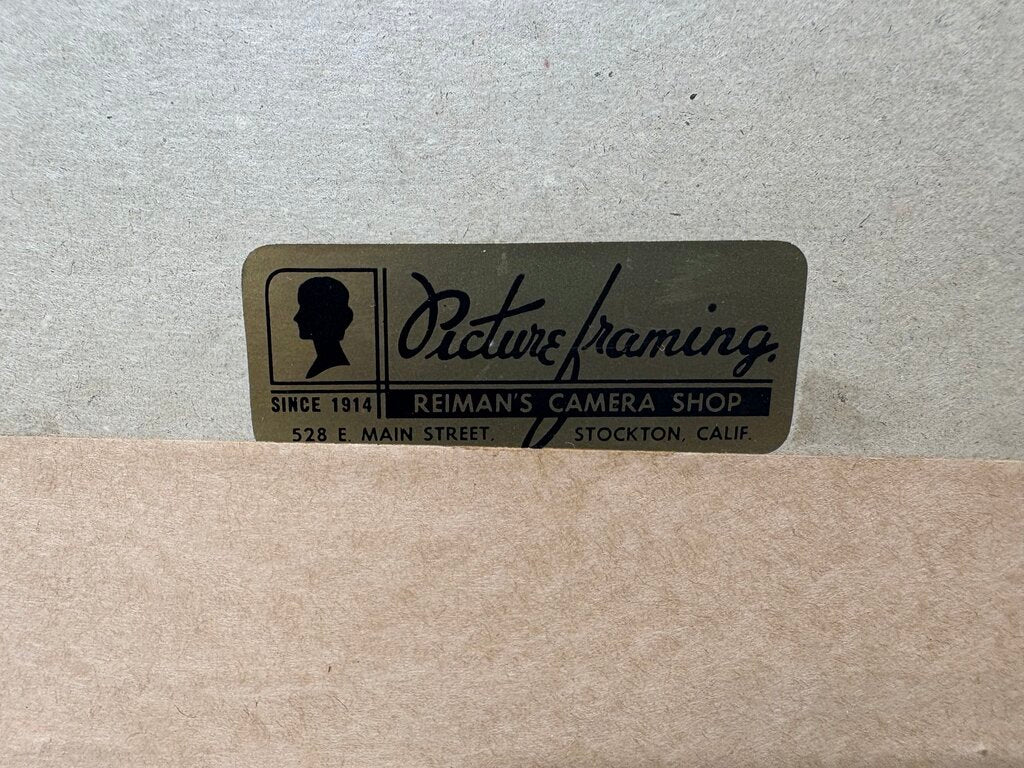 Picture framing.
SINCE 1914 REIMAN'S CAMERA SHOP
528 E. MAIN STREET. STOCKTON, CALIF.